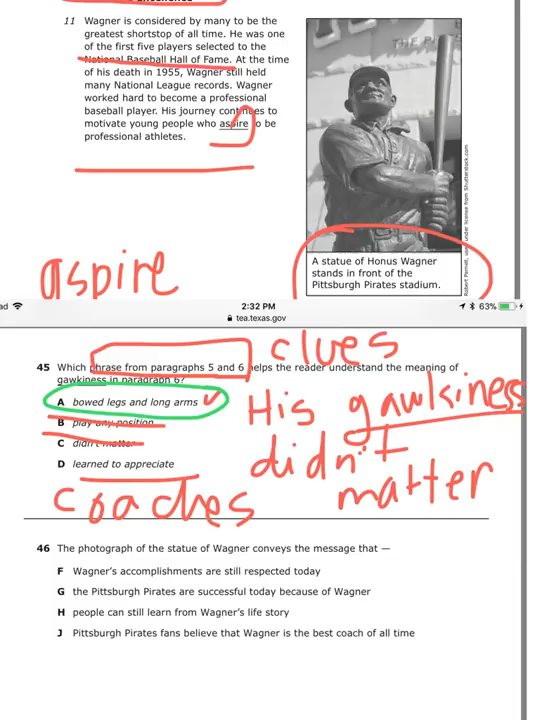 11 Wagner is considered by many to be the
greatest shortstop of all time. He was one
of the first five players selected to the
National Baseball Hall of Fame. At the time
of his death in 1955, Wagner still held
many National League records. Wagner
worked hard to become a professional
baseball player. His journey continues to
motivate young people who aspire to be
professional athletes.
A statue of Honus Wagner
stands in front of the
Pittsburgh Pirates stadium.
aspire
ad 2:32 PM 63%
tea.texas.gov
clues
45 Which phrase from paragraphs 5 and 6 helps the reader understand the meaning of
gawkiness in paragraph 6?
A bowed legs and long arms
B play any position
C didn't matter
D learned to appreciate
His gawkiness
didn't
matter
coaches
46 The photograph of the statue of Wagner conveys the message that —
F Wagner's accomplishments are still respected today
G the Pittsburgh Pirates are successful today because of Wagner
H people can still learn from Wagner's life story
J Pittsburgh Pirates fans believe that Wagner is the best coach of all time